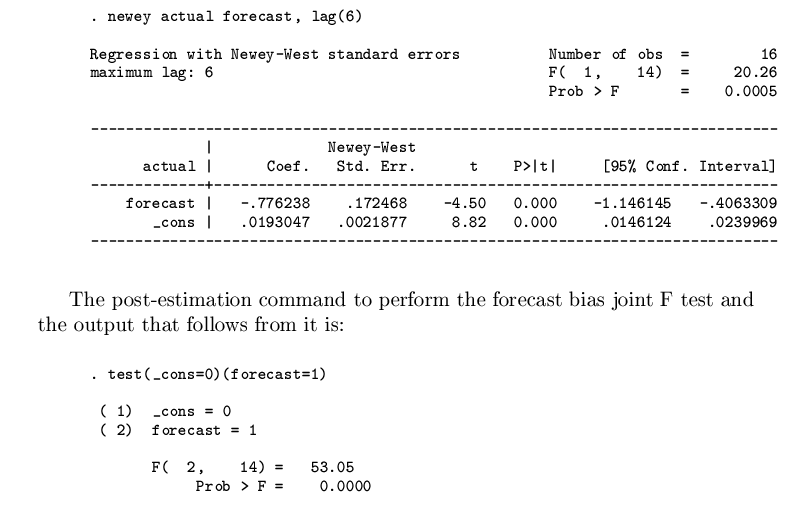 . newey actual forecast, lag(6)
Regression with Newey-West standard errors          Number of obs  =        16
maximum lag: 6                                      F(  1,    14)  =     20.26
                                                    Prob > F       =    0.0005
------------------------------------------------------------------------------
             |             Newey-West
      actual |      Coef.   Std. Err.      t    P>|t|     [95% Conf. Interval]
-------------+----------------------------------------------------------------
    forecast |   -.776238    .172468    -4.50   0.000    -1.146145   -.4063309
       _cons |   .0193047   .0021877     8.82   0.000     .0146124    .0239969
------------------------------------------------------------------------------
The post-estimation command to perform the forecast bias joint F test and
the output that follows from it is:
. test(_cons=0)(forecast=1)
 ( 1)  _cons = 0
 ( 2)  forecast = 1
       F(  2,    14) =   53.05
            Prob > F =    0.0000